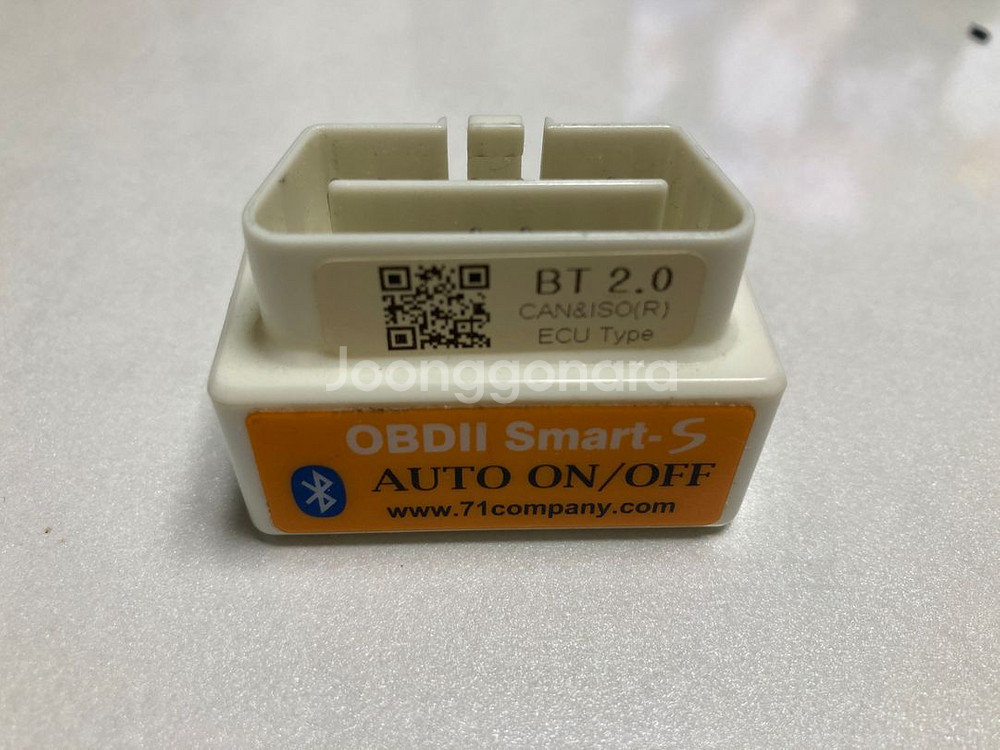 BT 2.0
CAN&ISO(R)
ECU Type
Joonggonara
OBDII Smart-S
AUTO ON/OFF
www.71company.com